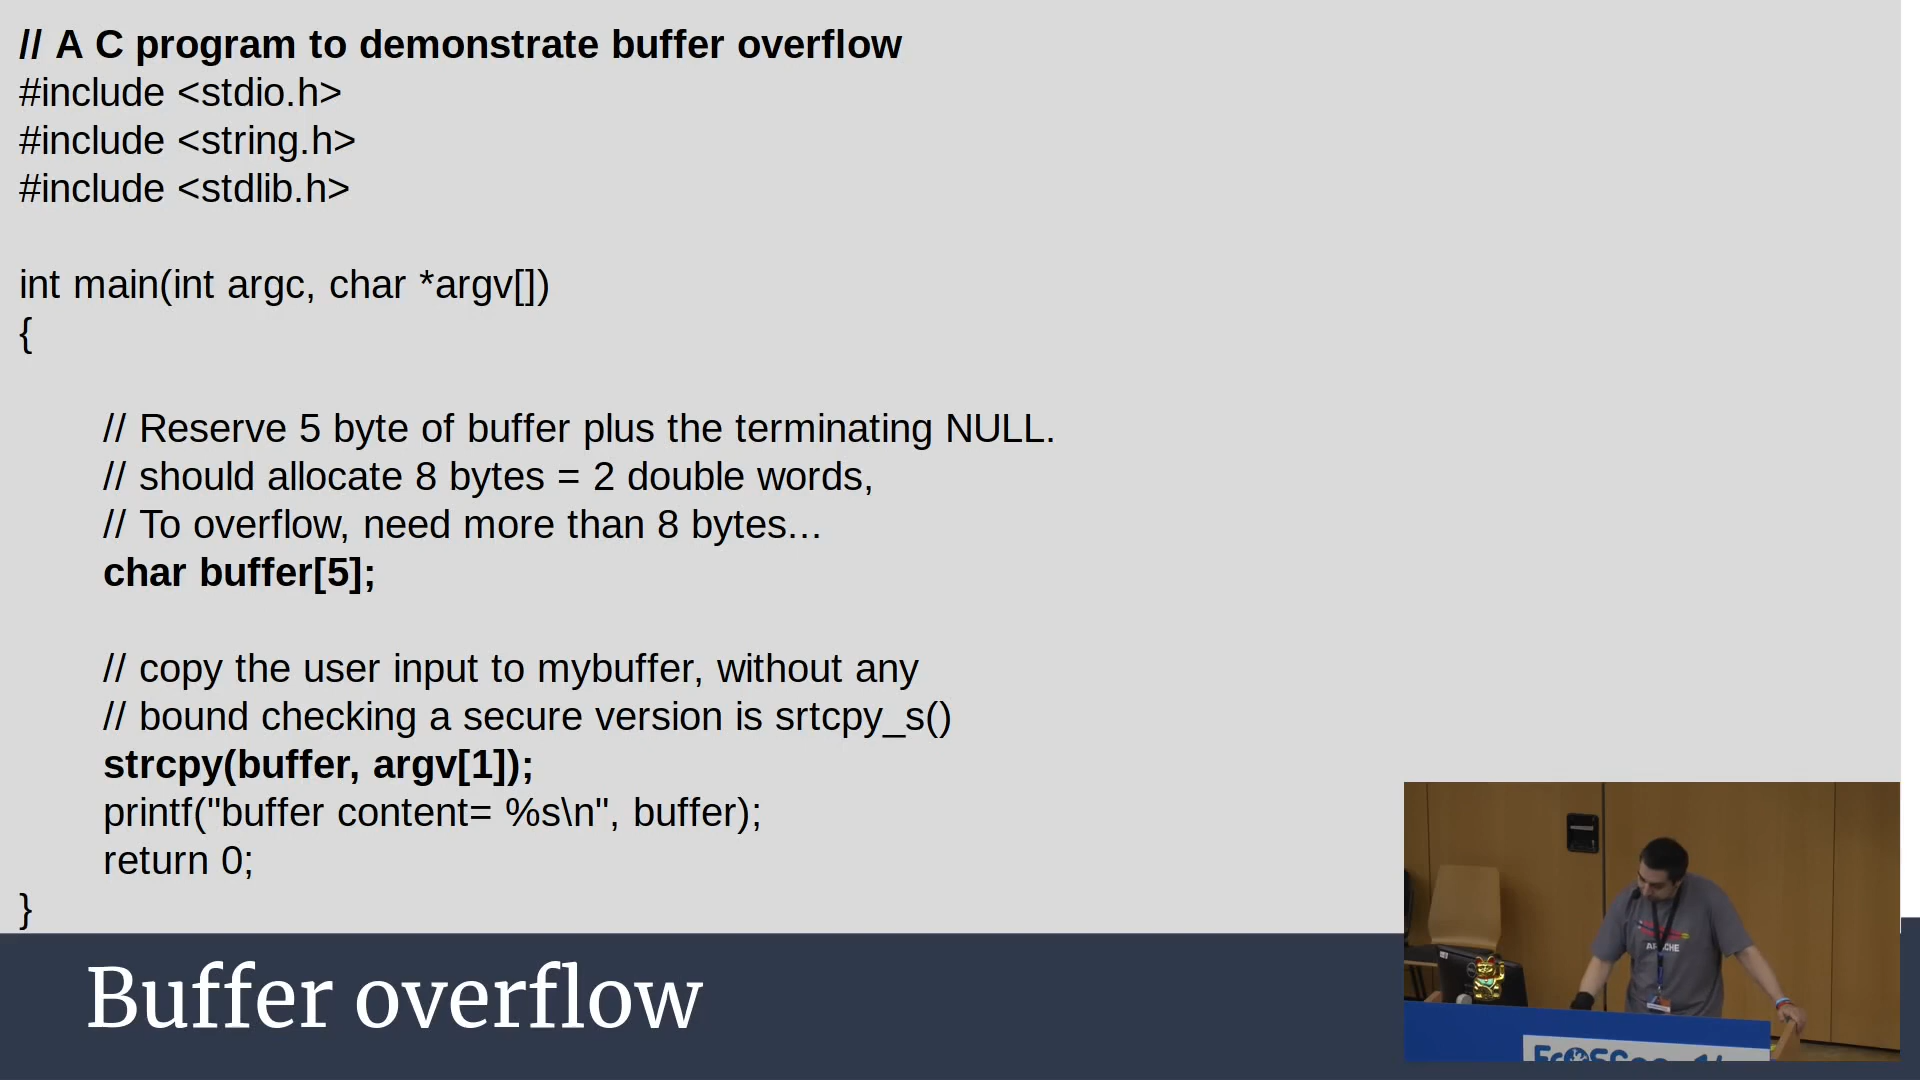 // A C program to demonstrate buffer overflow
#include <stdio.h>
#include <string.h>
#include <stdlib.h>
int main(int argc, char *argv[])
{
// Reserve 5 byte of buffer plus the terminating NULL.
// should allocate 8 bytes = 2 double words,
// To overflow, need more than 8 bytes...
char buffer[5];
// copy the user input to mybuffer, without any
// bound checking a secure version is srtcpy_s()
strcpy(buffer, argv[1]);
printf("buffer content= %s\n", buffer);
return 0;
}
Buffer overflow